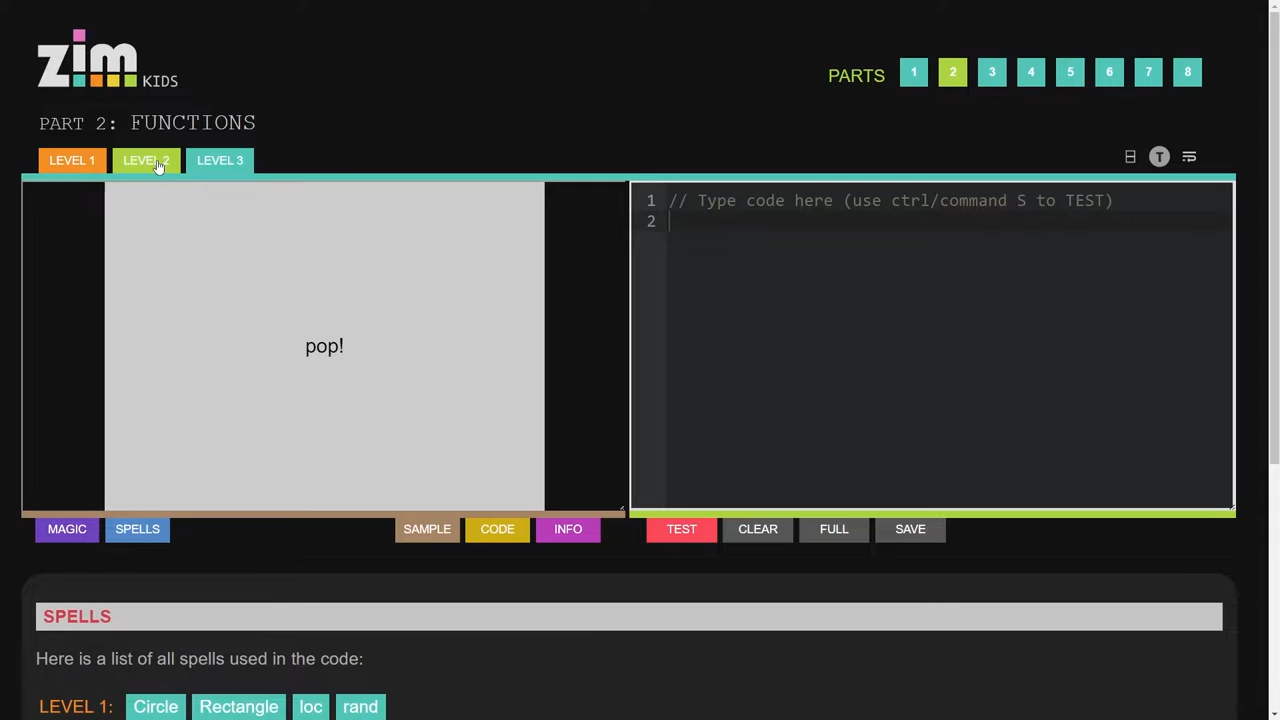 zim KIDS
PARTS 1 2 3 4 5 6 7 8
PART 2: FUNCTIONS
LEVEL 1 LEVEL 2 LEVEL 3
T
pop!
1 // Type code here (use ctrl/command S to TEST)
2
MAGIC SPELLS SAMPLE CODE INFO TEST CLEAR FULL SAVE
SPELLS
Here is a list of all spells used in the code:
LEVEL 1: Circle Rectangle loc rand